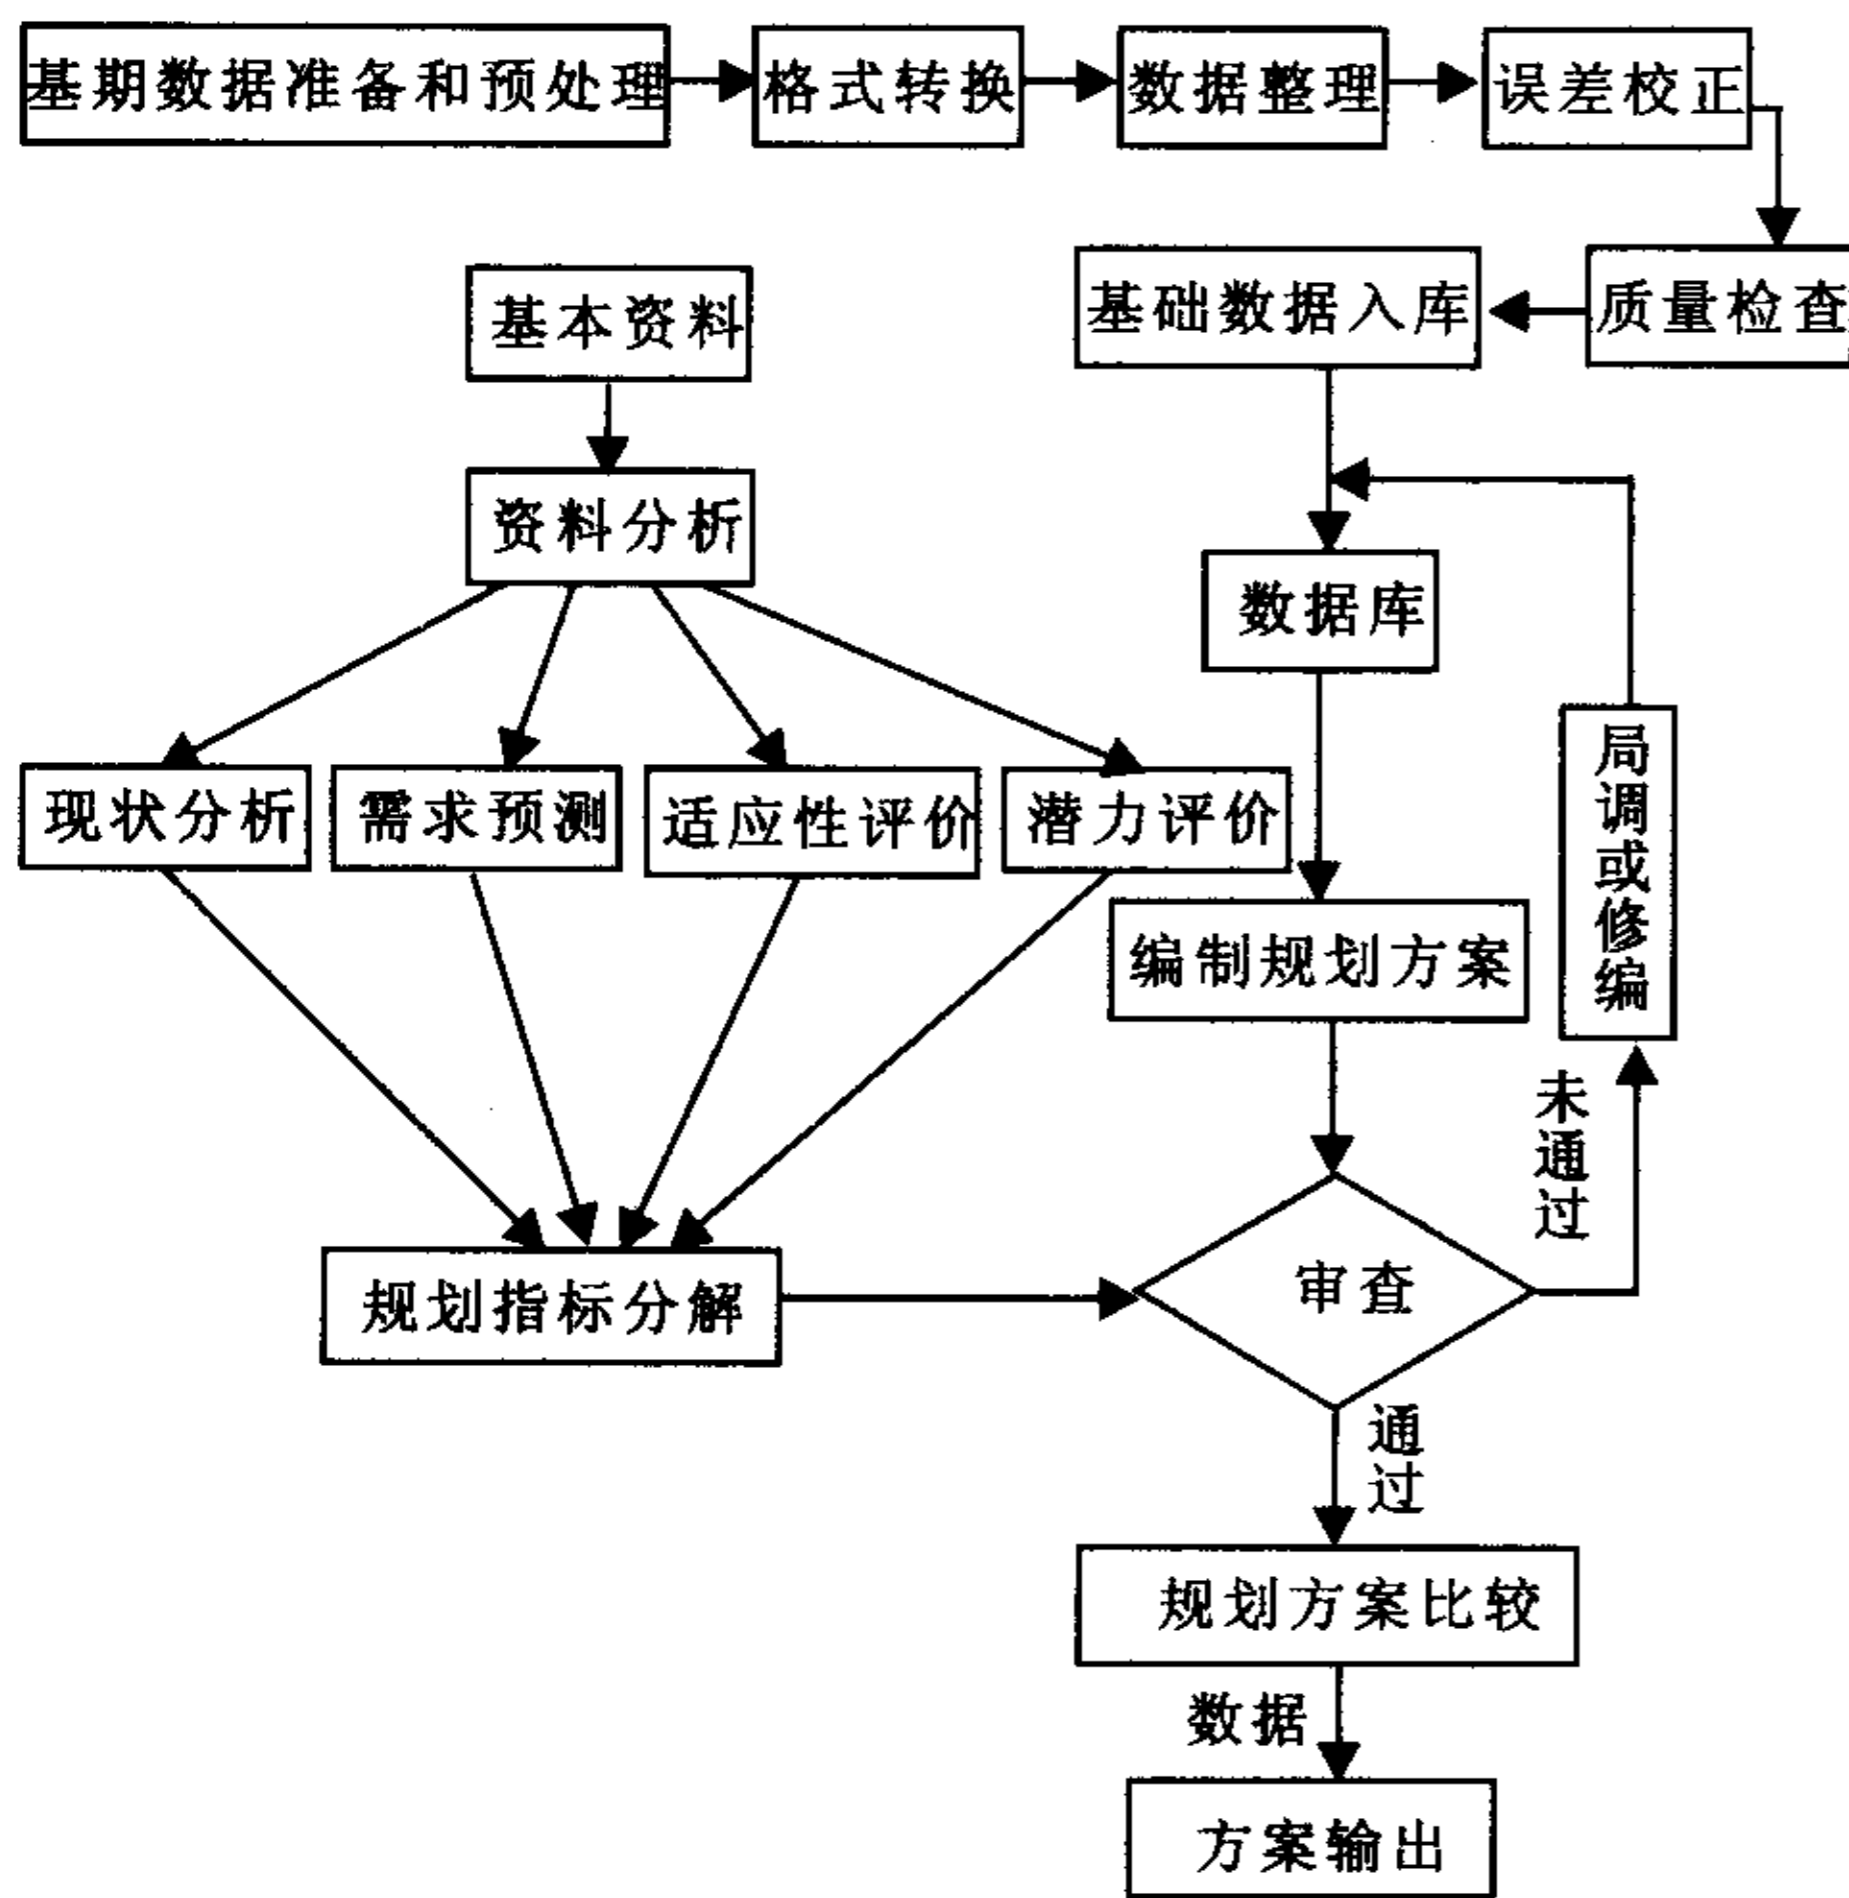 基期数据准备和预处理
格式转换
数据整理
误差校正
质量检查
基础数据入库
基本资料
资料分析
数据库
现状分析
需求预测
适应性评价
潜力评价
局调或修编
编制规划方案
未通过
规划指标分解
审查
通过
规划方案比较
数据
方案输出